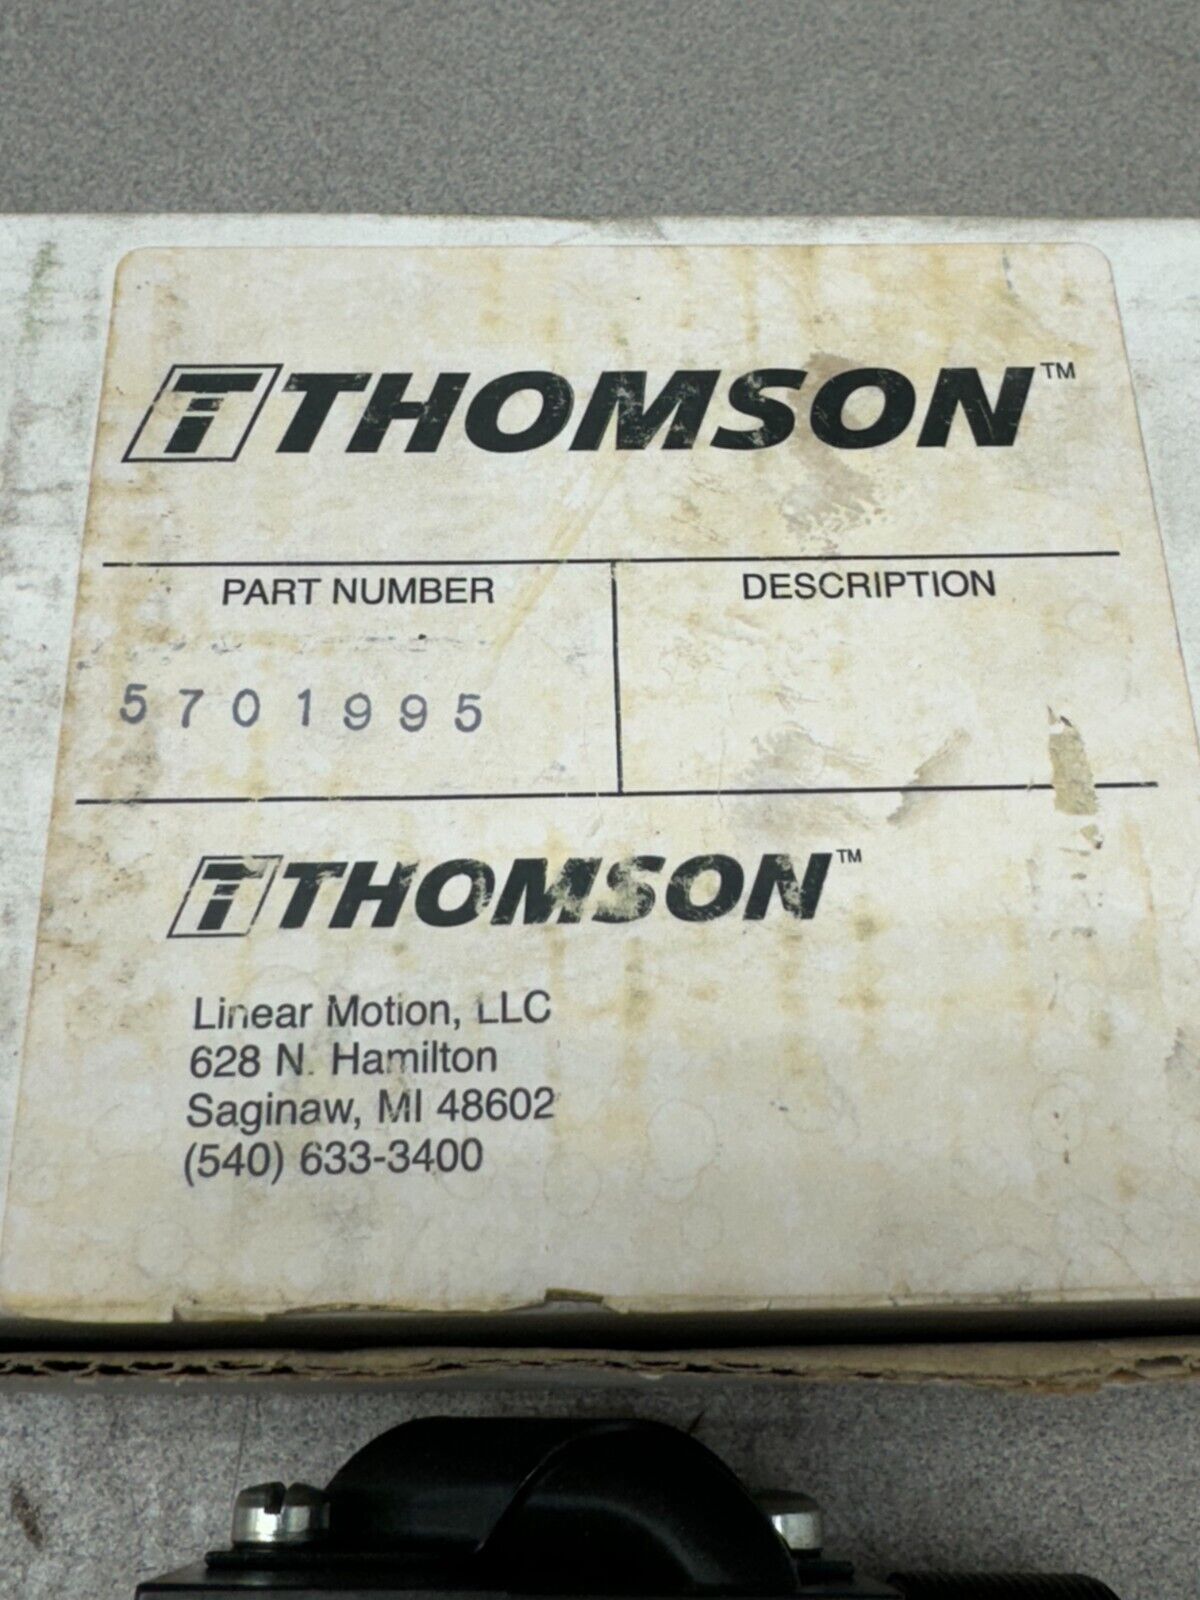 T THOMSON™
PART NUMBER
DESCRIPTION
5701995
T THOMSON™
Linear Motion, LLC
628 N. Hamilton
Saginaw, MI 48602
(540) 633-3400